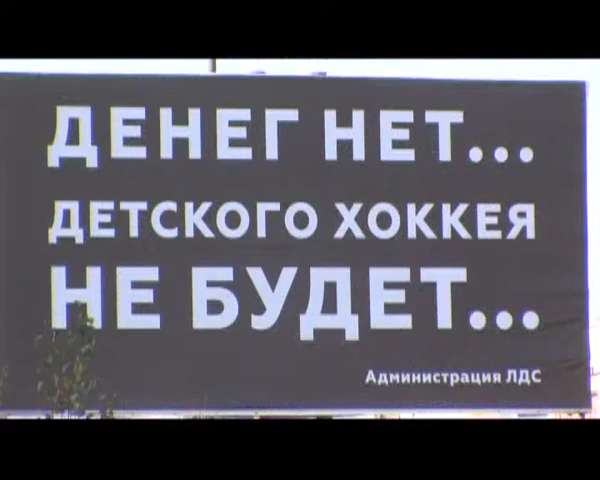 ДЕНЕГ НЕТ...
ДЕТСКОГО ХОККЕЯ
НЕ БУДЕТ...
Администрация ЛДС